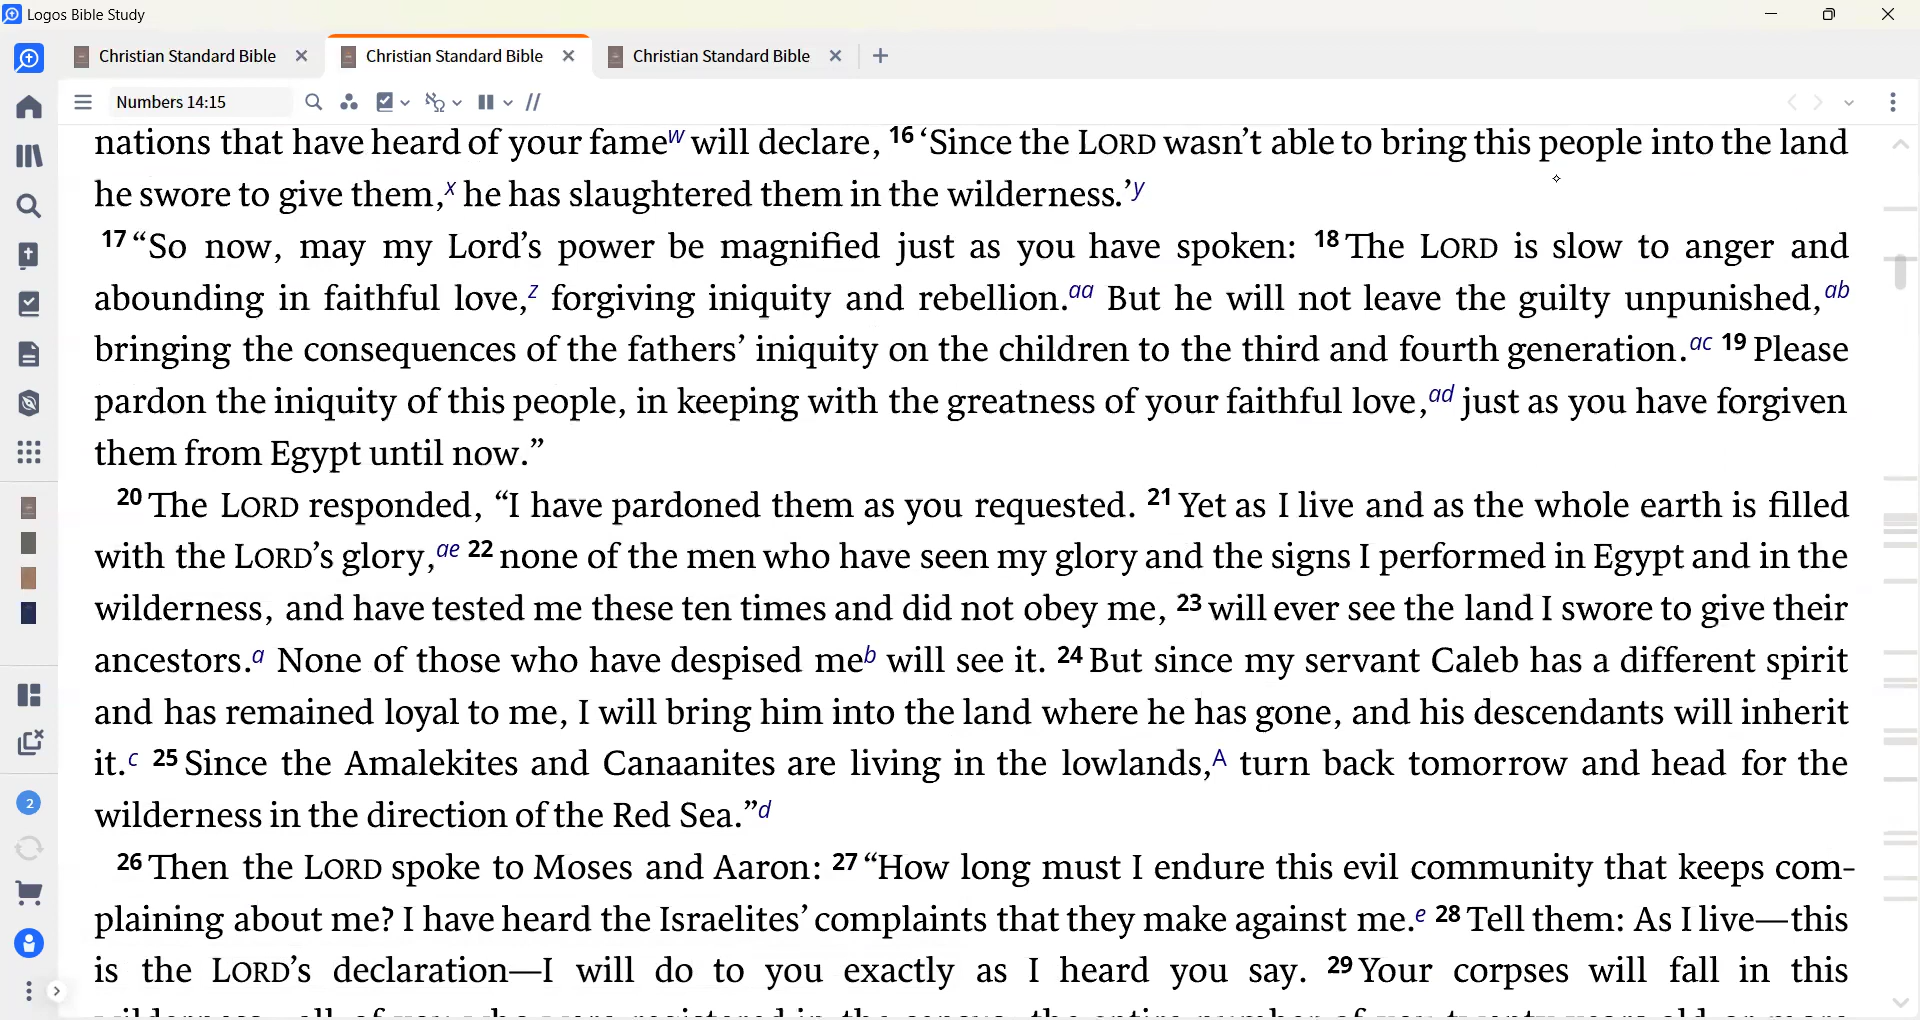 Logos Bible Study
Christian Standard Bible
Christian Standard Bible
Christian Standard Bible
Numbers 14:15
nations that have heard of your fameʷ will declare, ¹⁶ ‘Since the LORD wasn’t able to bring this people into the land
he swore to give them,ˣ he has slaughtered them in the wilderness.’ʸ
17 “So now, may my Lord’s power be magnified just as you have spoken: 18 The LORD is slow to anger and
abounding in faithful love,z forgiving iniquity and rebellion.aa But he will not leave the guilty unpunished,ab
bringing the consequences of the fathers’ iniquity on the children to the third and fourth generation.ac 19 Please
pardon the iniquity of this people, in keeping with the greatness of your faithful love,ad just as you have forgiven
them from Egypt until now.”
20 The LORD responded, “I have pardoned them as you requested. 21 Yet as I live and as the whole earth is filled
with the LORD’s glory,ae 22 none of the men who have seen my glory and the signs I performed in Egypt and in the
wilderness, and have tested me these ten times and did not obey me, 23 will ever see the land I swore to give their
ancestors.a None of those who have despised meb will see it. 24 But since my servant Caleb has a different spirit
and has remained loyal to me, I will bring him into the land where he has gone, and his descendants will inherit
it.c 25 Since the Amalekites and Canaanites are living in the lowlands,A turn back tomorrow and head for the
wilderness in the direction of the Red Sea.”d
26 Then the LORD spoke to Moses and Aaron: 27 “How long must I endure this evil community that keeps com-
plaining about me? I have heard the Israelites’ complaints that they make against me.e 28 Tell them: As I live—this
is the LORD’s declaration—I will do to you exactly as I heard you say. 29 Your corpses will fall in this
2